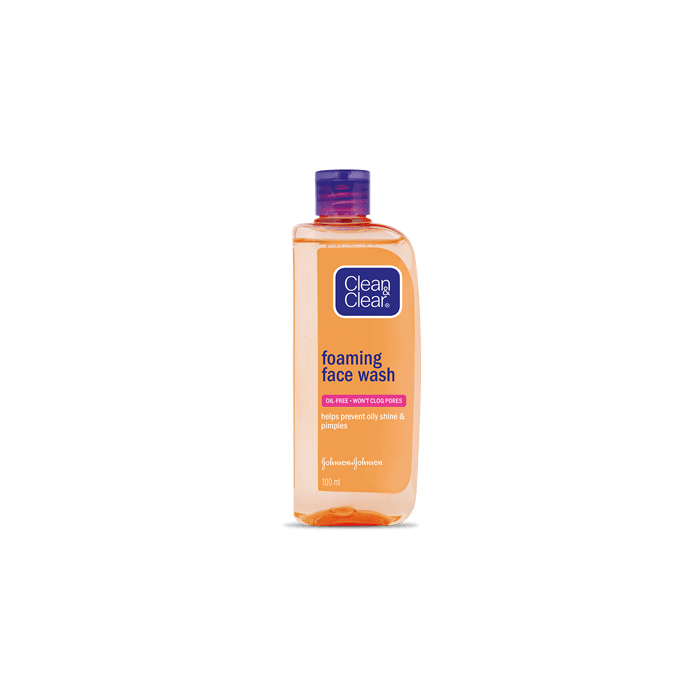 Clean
&
Clear®
foaming
face wash
OIL-FREE • WON'T CLOG PORES
helps prevent oily shine &
pimples
Johnson & Johnson
100 ml